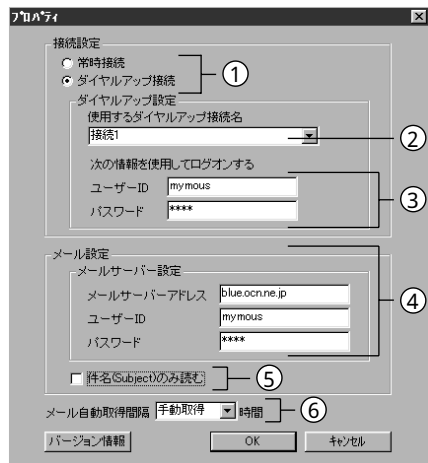 プロパティ
接続設定
常時接続
ダイヤルアップ接続
①
ダイヤルアップ設定
使用するダイヤルアップ接続名
接続1
②
次の情報を使用してログオンする
ユーザーID mymous
③
パスワード ****
メール設定
④
メールサーバー設定
メールサーバーアドレス blue.ocn.ne.jp
ユーザーID mymous
パスワード ****
件名(Subject)のみ読む
⑤
メール自動取得間隔 手動取得 時間
⑥
バージョン情報 OK キャンセル